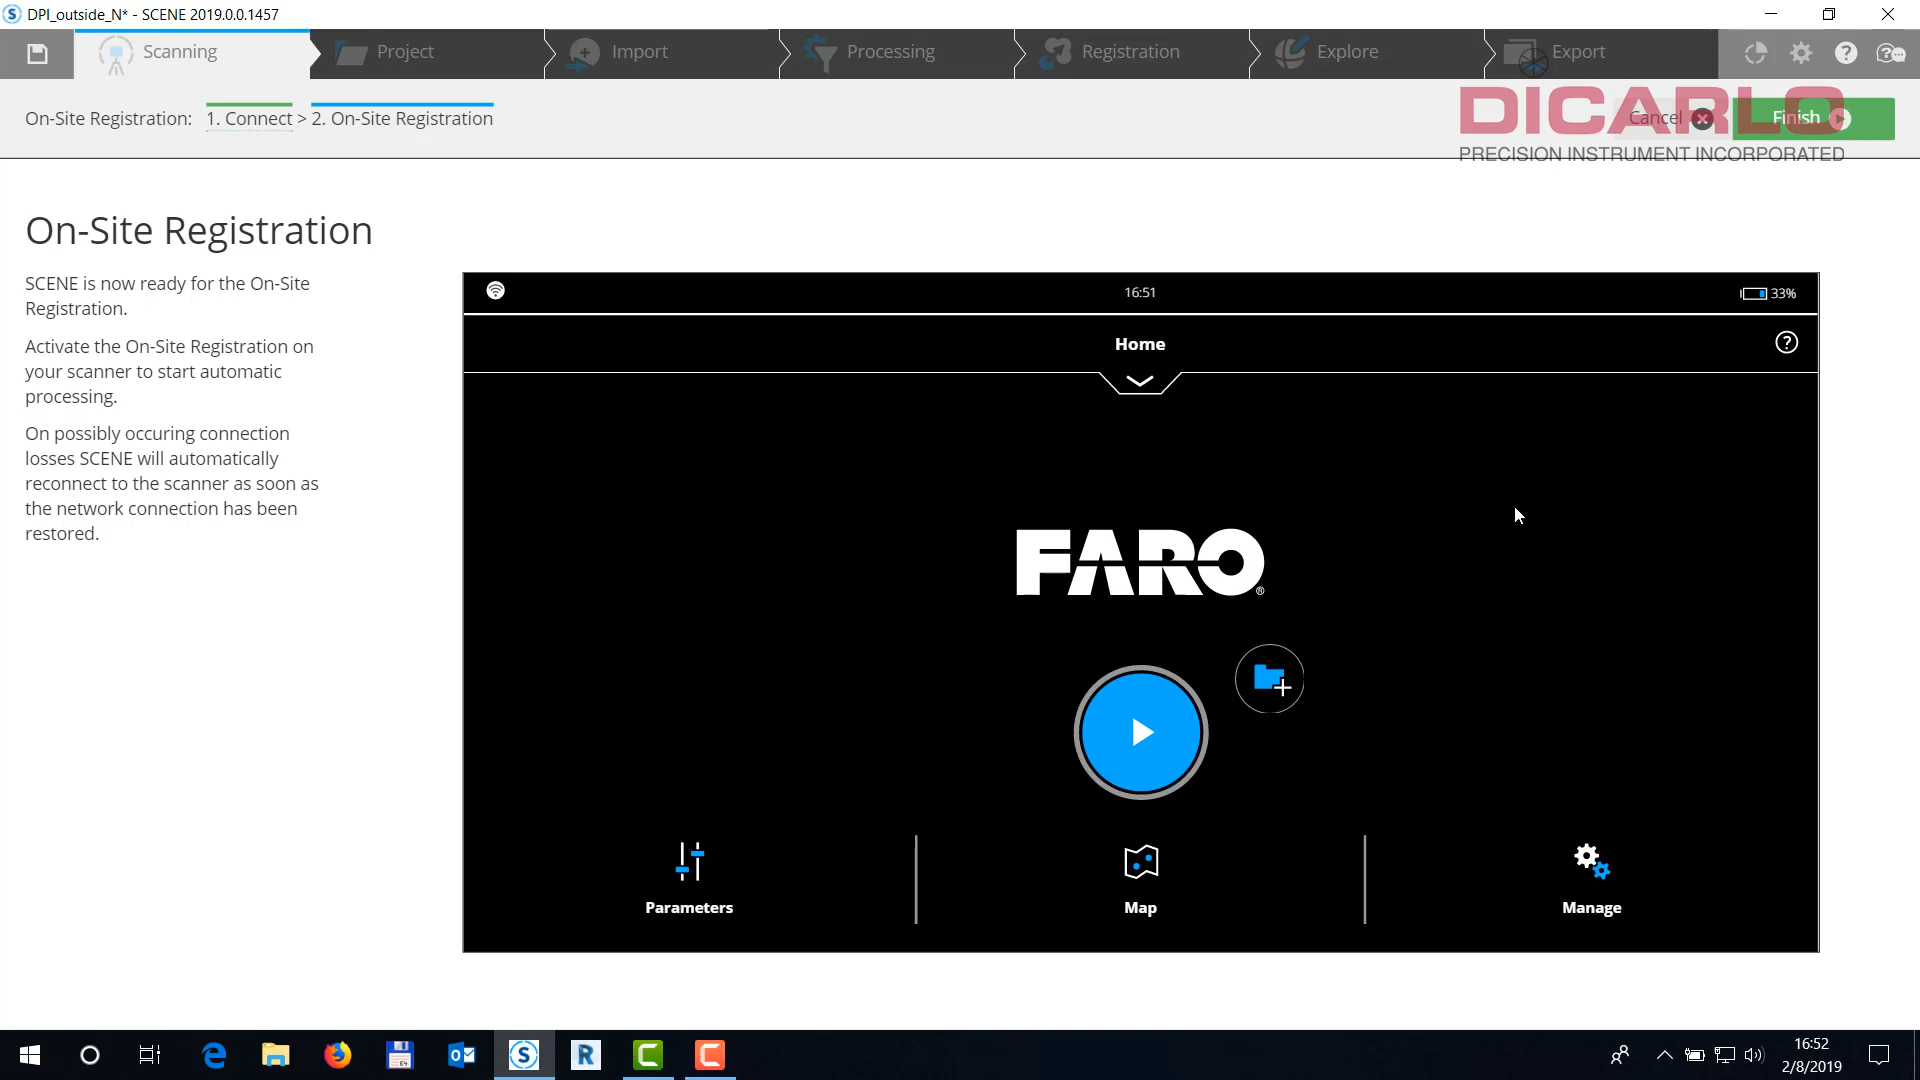 DPI_outside_N* - SCENE 2019.0.0.1457
Scanning
Project
Import
Processing
Registration
Explore
Export
On-Site Registration: 1. Connect > 2. On-Site Registration
Cancel
Finish
DICARLO
PRECISION INSTRUMENT INCORPORATED
On-Site Registration
SCENE is now ready for the On-Site
Registration.
Activate the On-Site Registration on
your scanner to start automatic
processing.
On possibly occuring connection
losses SCENE will automatically
reconnect to the scanner as soon as
the network connection has been
restored.
16:51
33%
Home
FARO®
Parameters
Map
Manage
16:52
2/8/2019